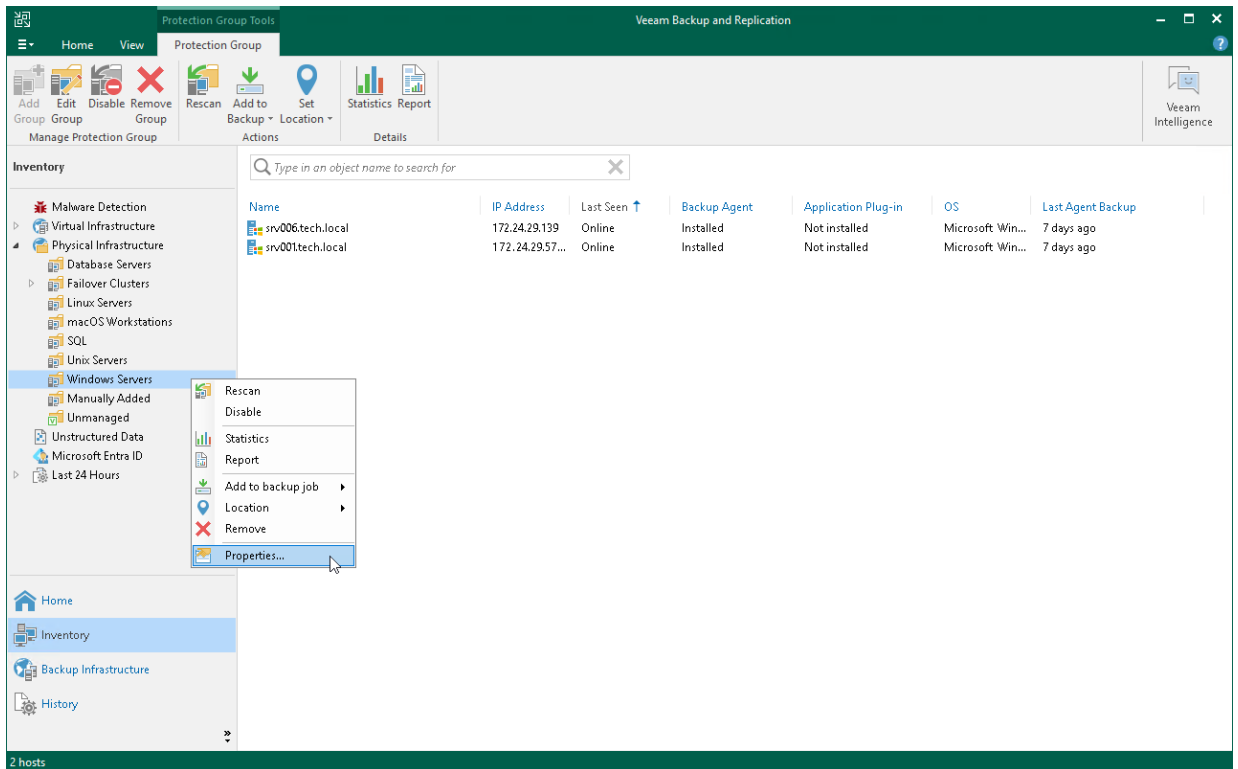 Protection Group Tools
Veeam Backup and Replication
Home View Protection Group
Add Group
Edit Group
Disable
Remove Group
Rescan
Add to Backup
Set Location
Statistics
Report
Veeam Intelligence
Manage Protection Group
Actions
Details
Inventory
Type in an object name to search for
Malware Detection
Virtual Infrastructure
Physical Infrastructure
Database Servers
Failover Clusters
Linux Servers
macOS Workstations
SQL
Unix Servers
Windows Servers
Manually Added
Unmanaged
Unstructured Data
Microsoft Entra ID
Last 24 Hours
Name IP Address Last Seen Backup Agent Application Plug-in OS Last Agent Backup
srv006.tech.local 172.24.29.139 Online Installed Not installed Microsoft Win... 7 days ago
srv001.tech.local 172.24.29.57... Online Installed Not installed Microsoft Win... 7 days ago
Rescan
Disable
Statistics
Report
Add to backup job
Location
Remove
Properties...
Home
Inventory
Backup Infrastructure
History
2 hosts